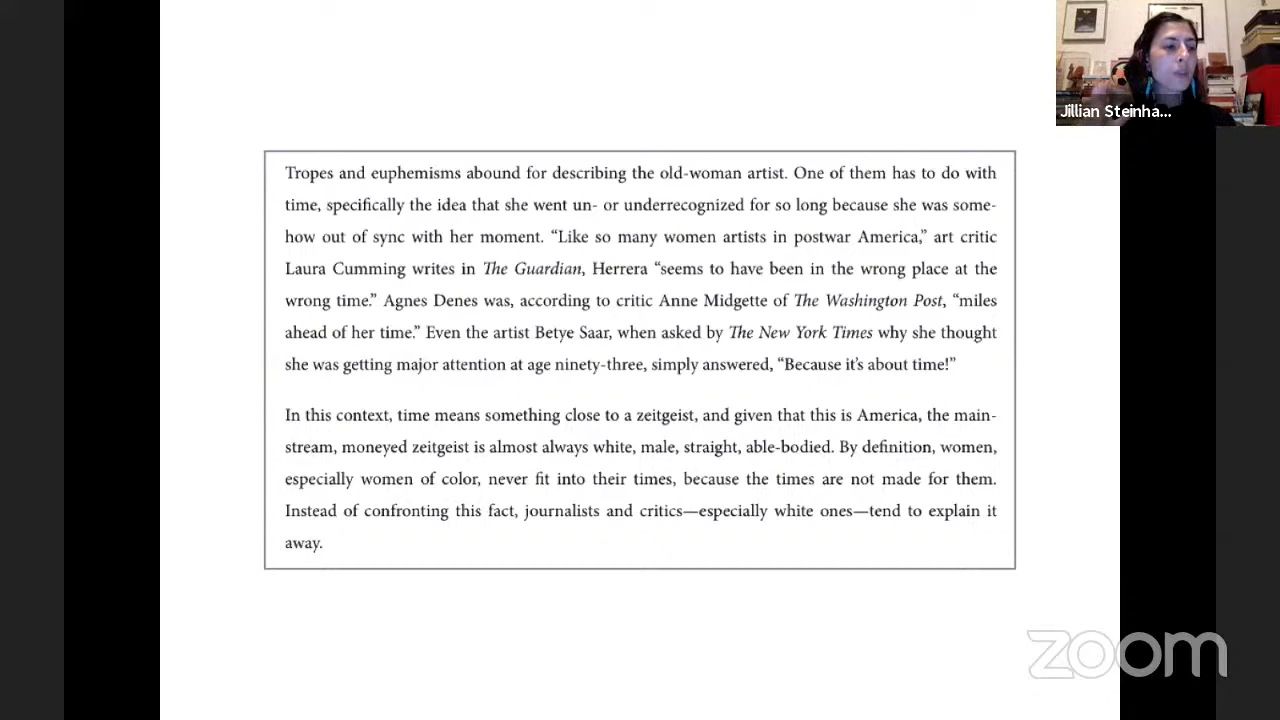 Jillian Steinha...
Tropes and euphemisms abound for describing the old-woman artist. One of them has to do with
time, specifically the idea that she went un- or underrecognized for so long because she was some-
how out of sync with her moment. “Like so many women artists in postwar America,” art critic
Laura Cumming writes in The Guardian, Herrera “seems to have been in the wrong place at the
wrong time.” Agnes Denes was, according to critic Anne Midgette of The Washington Post, “miles
ahead of her time.” Even the artist Betye Saar, when asked by The New York Times why she thought
she was getting major attention at age ninety-three, simply answered, “Because it’s about time!”
In this context, time means something close to a zeitgeist, and given that this is America, the main-
stream, moneyed zeitgeist is almost always white, male, straight, able-bodied. By definition, women,
especially women of color, never fit into their times, because the times are not made for them.
Instead of confronting this fact, journalists and critics—especially white ones—tend to explain it
away.
zoom